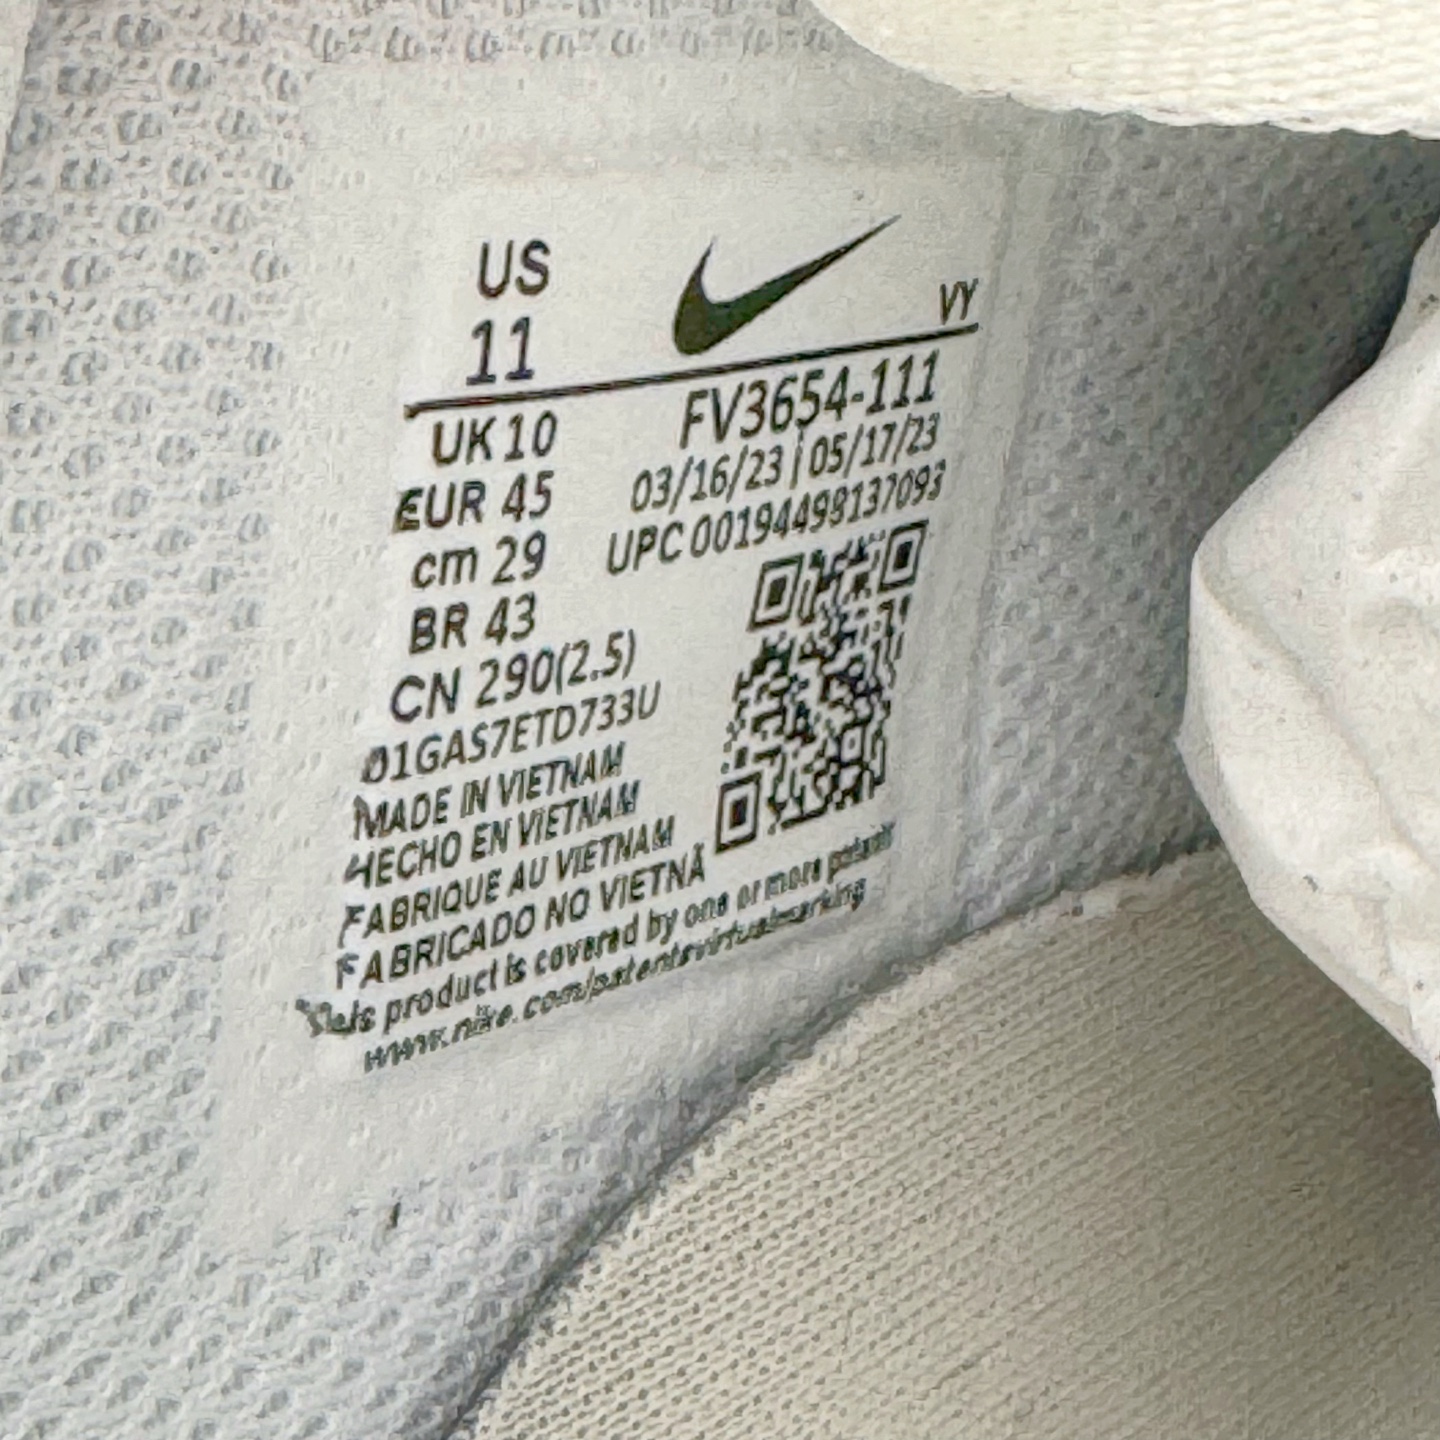 US
11
VY
UK 10
EUR 45
cm 29
BR 43
CN 290(2.5)
FV3654-111
03/16/23 | 05/17/23
UPC 00194498137093
01GAS7ETD733U
MADE IN VIETNAM
HECHO EN VIETNAM
FABRIQUE AU VIETNAM
FABRICADO NO VIETNÃ
product is covered by one or more
www.nike.com/patentsvirtualmarking